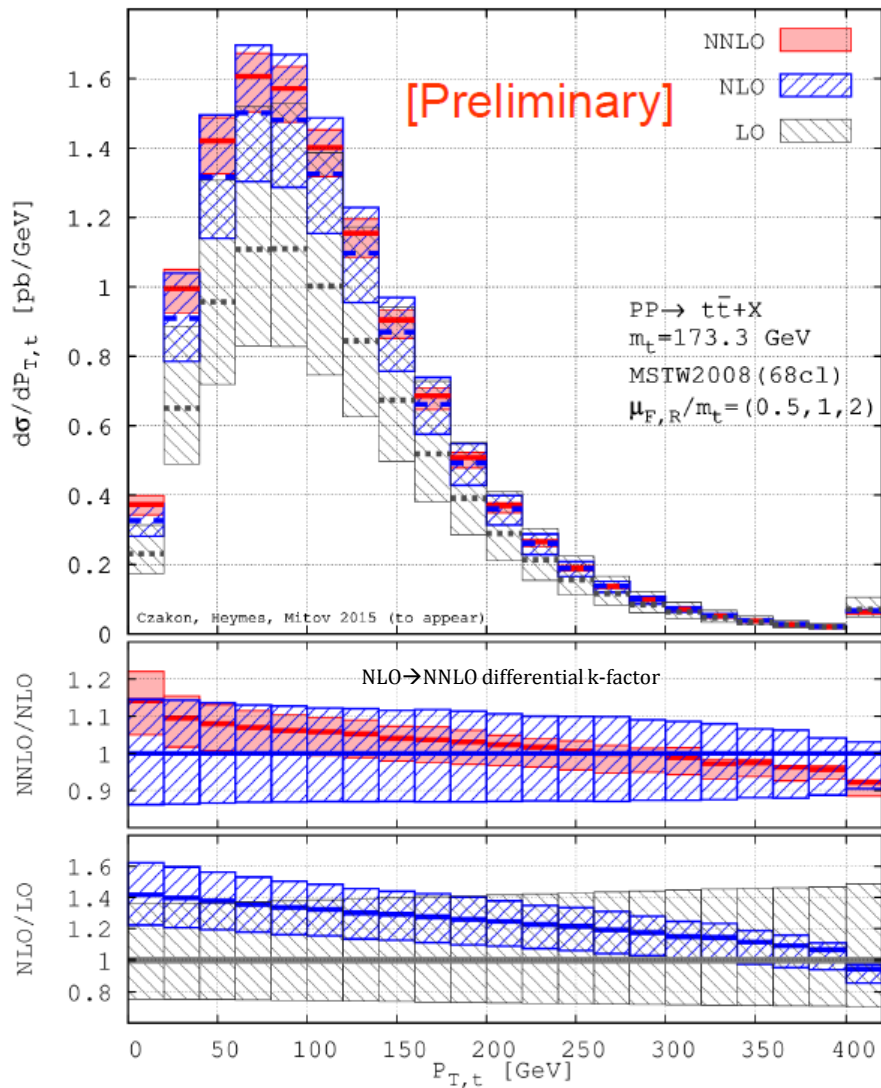 dσ/dP_{T,t} [pb/GeV]
1.6
1.4
1.2
1
0.8
0.6
0.4
0.2
0
[Preliminary]
NNLO
NLO
LO
PP→ tt̄+X
m_t=173.3 GeV
MSTW2008(68cl)
μ_{F,R}/m_t=(0.5,1,2)
Czakon, Heymes, Mitov 2015 (to appear)
NNLO/NLO
1.2
1.1
1
0.9
NLO→NNLO differential k-factor
NLO/LO
1.6
1.4
1.2
1
0.8
0 50 100 150 200 250 300 350 400
P_{T,t} [GeV]